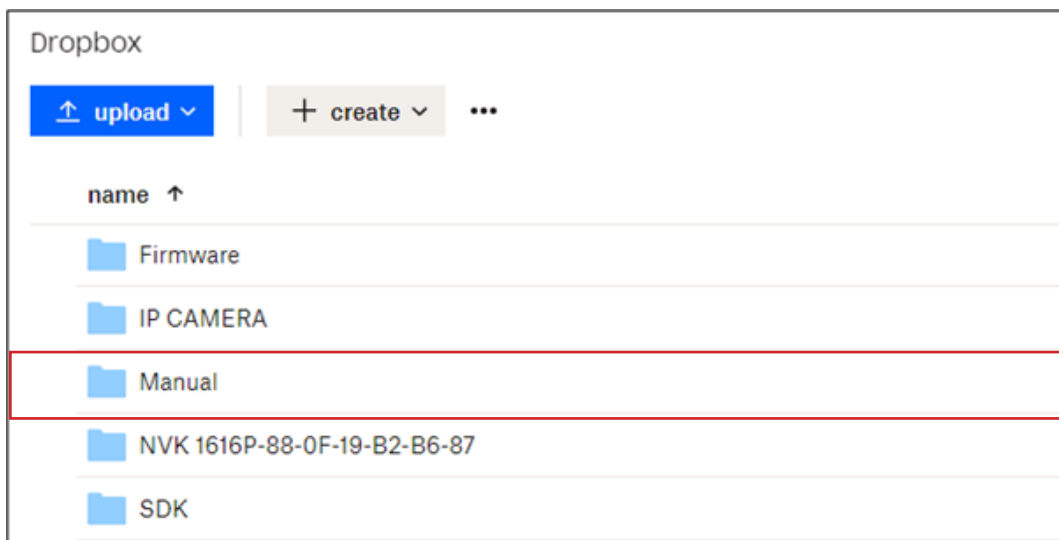 Dropbox
upload
create
name
Firmware
IP CAMERA
Manual
NVK 1616P-88-0F-19-B2-B6-87
SDK